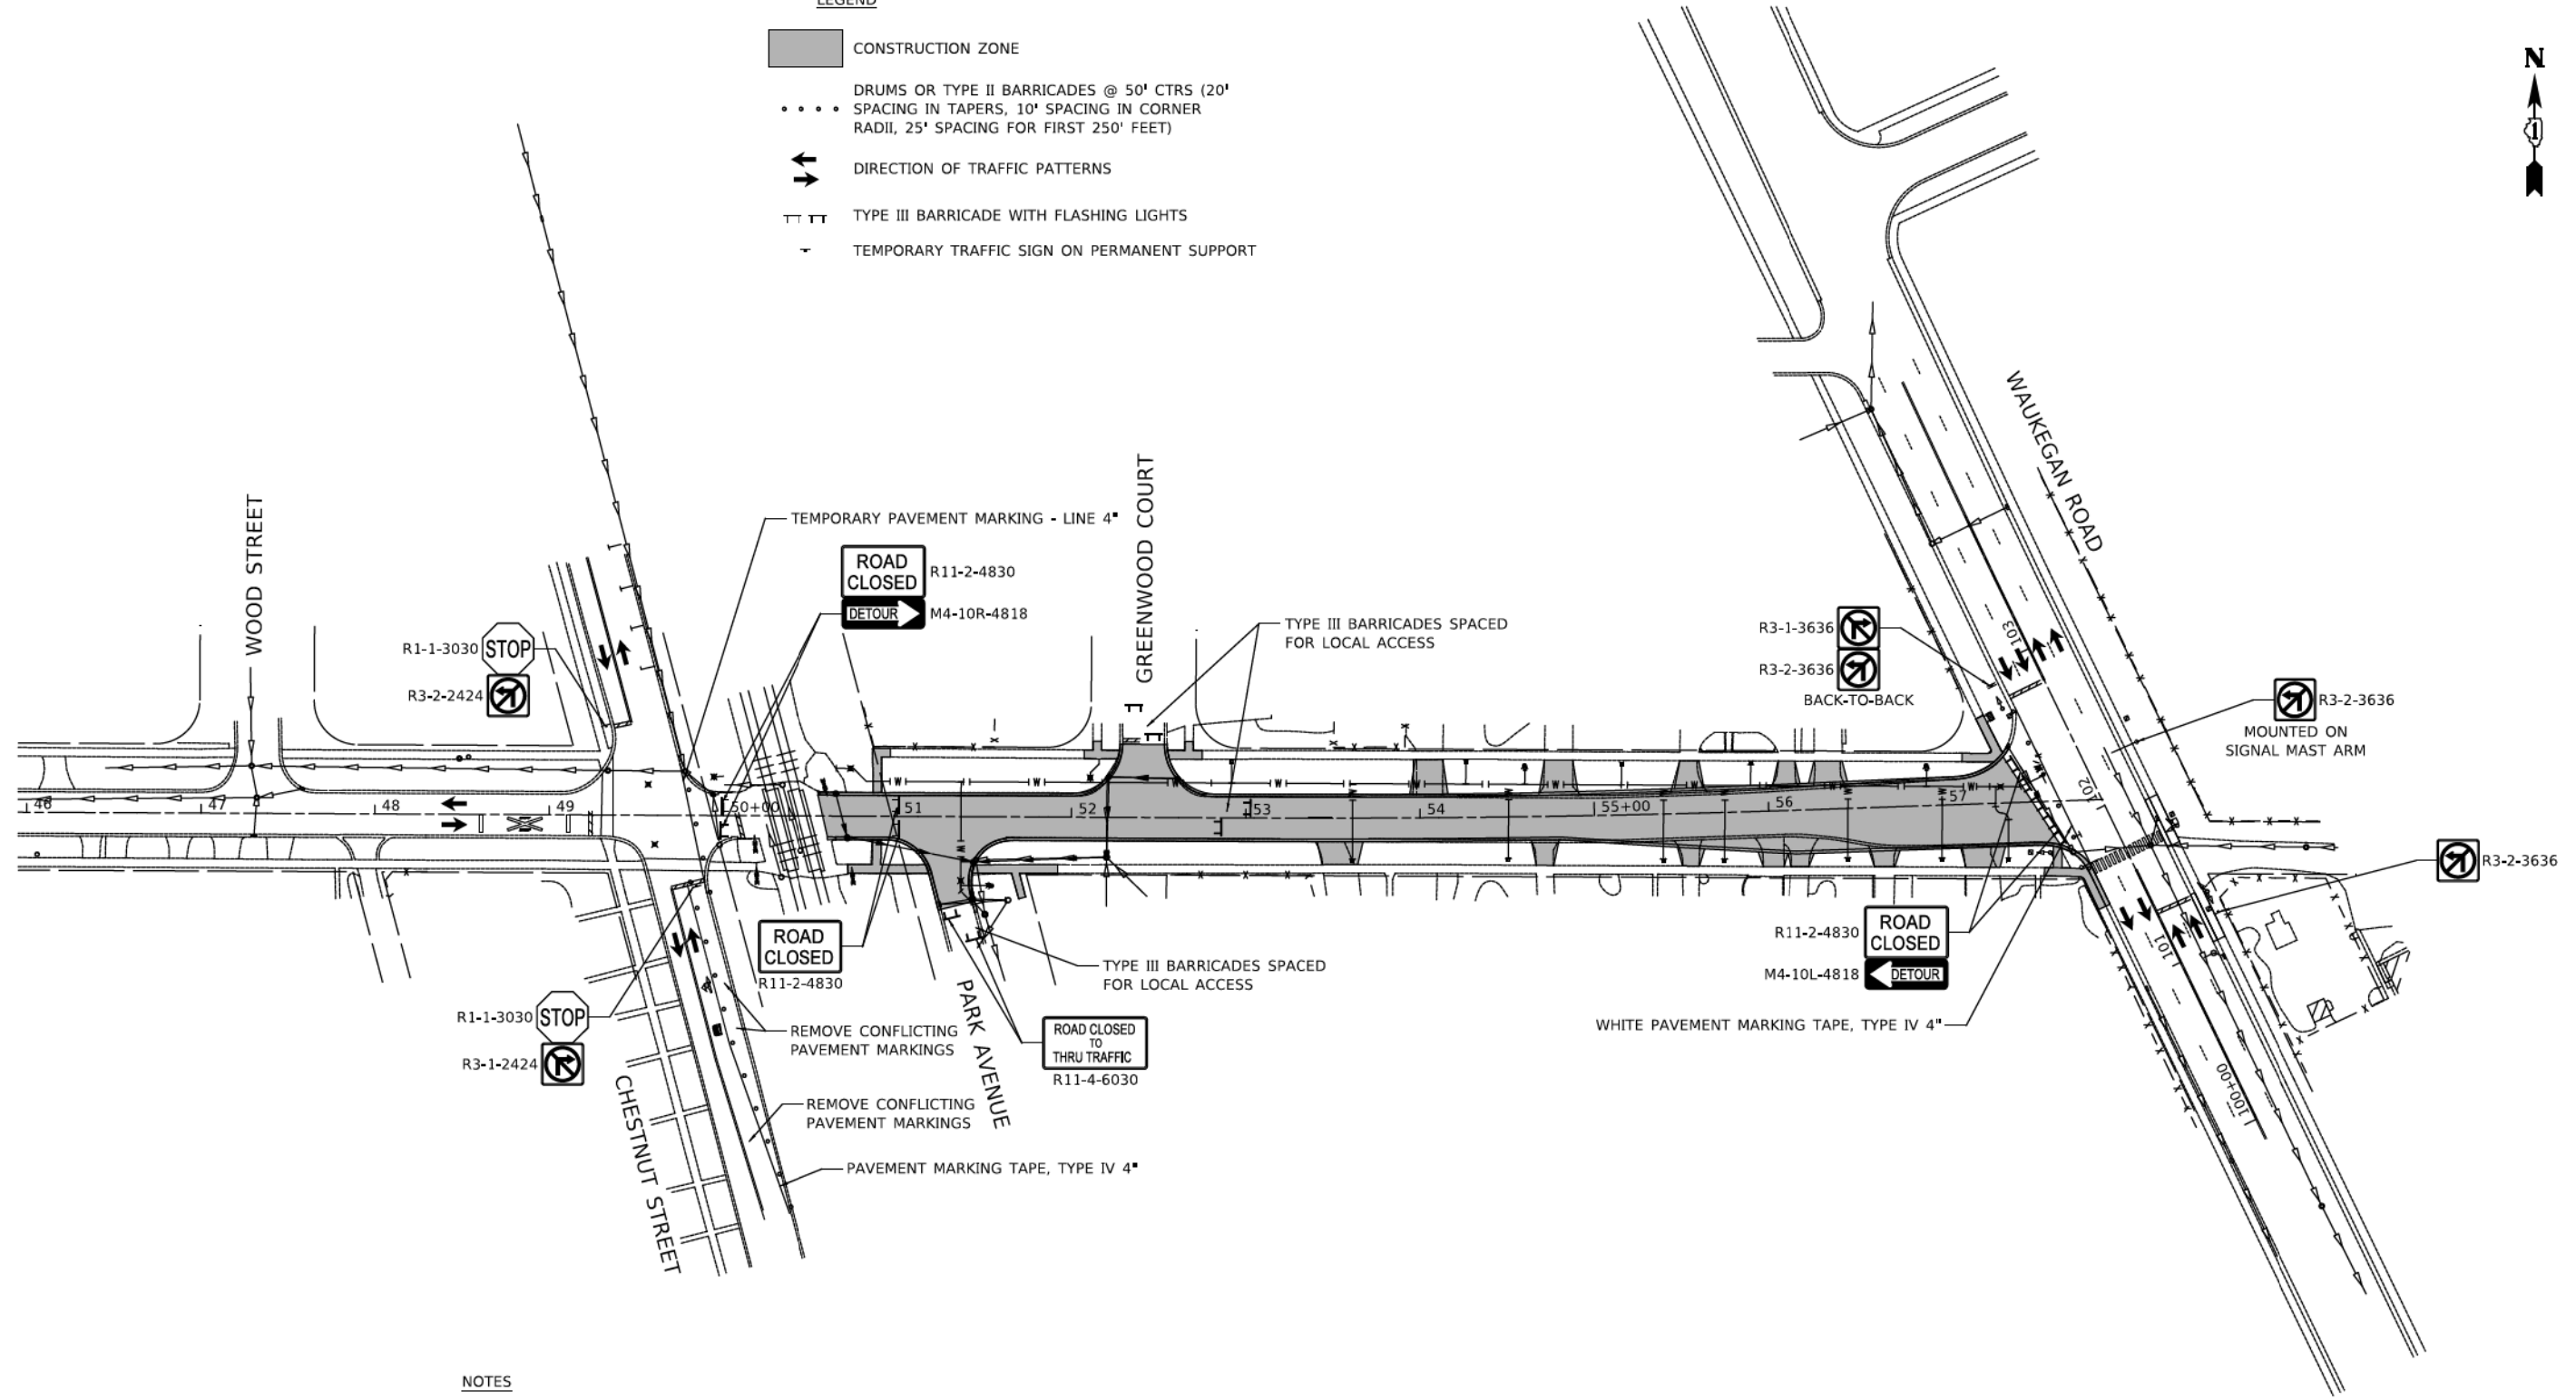 LEGEND
CONSTRUCTION ZONE
DRUMS OR TYPE II BARRICADES @ 50' CTRS (20'
SPACING IN TAPERS, 10' SPACING IN CORNER
RADII, 25' SPACING FOR FIRST 250' FEET)
DIRECTION OF TRAFFIC PATTERNS
TYPE III BARRICADE WITH FLASHING LIGHTS
TEMPORARY TRAFFIC SIGN ON PERMANENT SUPPORT
N
1
WOOD STREET
TEMPORARY PAVEMENT MARKING - LINE 4"
ROAD
CLOSED
R11-2-4830
DETOUR
M4-10R-4818
GREENWOOD COURT
TYPE III BARRICADES SPACED
FOR LOCAL ACCESS
R1-1-3030
STOP
R3-2-2424
R3-1-3636
R3-2-3636
BACK-TO-BACK
WAUKEGAN ROAD
R3-2-3636
MOUNTED ON
SIGNAL MAST ARM
46
47
48
49
50+00
51
52
53
54
55+00
56
57
103
102
101
100+00
W
W
W
W
W
W
W
R3-2-3636
ROAD
CLOSED
R11-2-4830
TYPE III BARRICADES SPACED
FOR LOCAL ACCESS
PARK AVENUE
ROAD CLOSED
TO
THRU TRAFFIC
R11-4-6030
R11-2-4830
ROAD
CLOSED
M4-10L-4818
DETOUR
WHITE PAVEMENT MARKING TAPE, TYPE IV 4"
R1-1-3030
STOP
R3-1-2424
REMOVE CONFLICTING
PAVEMENT MARKINGS
REMOVE CONFLICTING
PAVEMENT MARKINGS
PAVEMENT MARKING TAPE, TYPE IV 4"
CHESTNUT STREET
NOTES